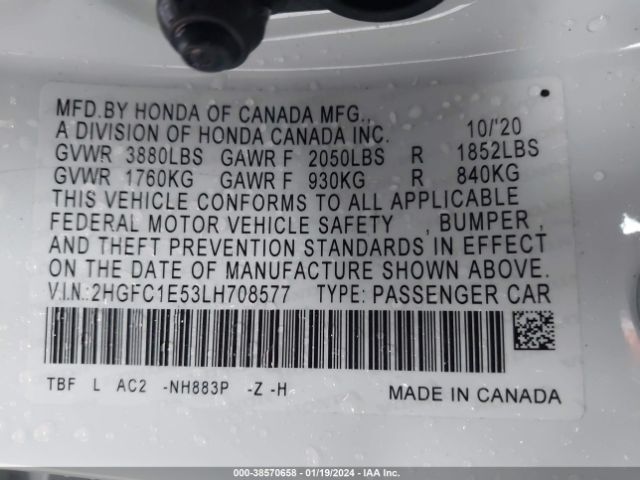 MFD.BY HONDA OF CANADA MFG.,
A DIVISION OF HONDA CANADA INC. 10/'20
GVWR 3880LBS GAWR F 2050LBS R 1852LBS
GVWR 1760KG GAWR F 930KG R 840KG
THIS VEHICLE CONFORMS TO ALL APPLICABLE
FEDERAL MOTOR VEHICLE SAFETY , BUMPER ,
AND THEFT PREVENTION STANDARDS IN EFFECT
ON THE DATE OF MANUFACTURE SHOWN ABOVE.
V.I.N.:2HGFC1E53LH708577 TYPE: PASSENGER CAR
TBF L AC2 -NH883P -Z -H
MADE IN CANADA
000-38570658 - 01/19/2024 - IAA Inc.